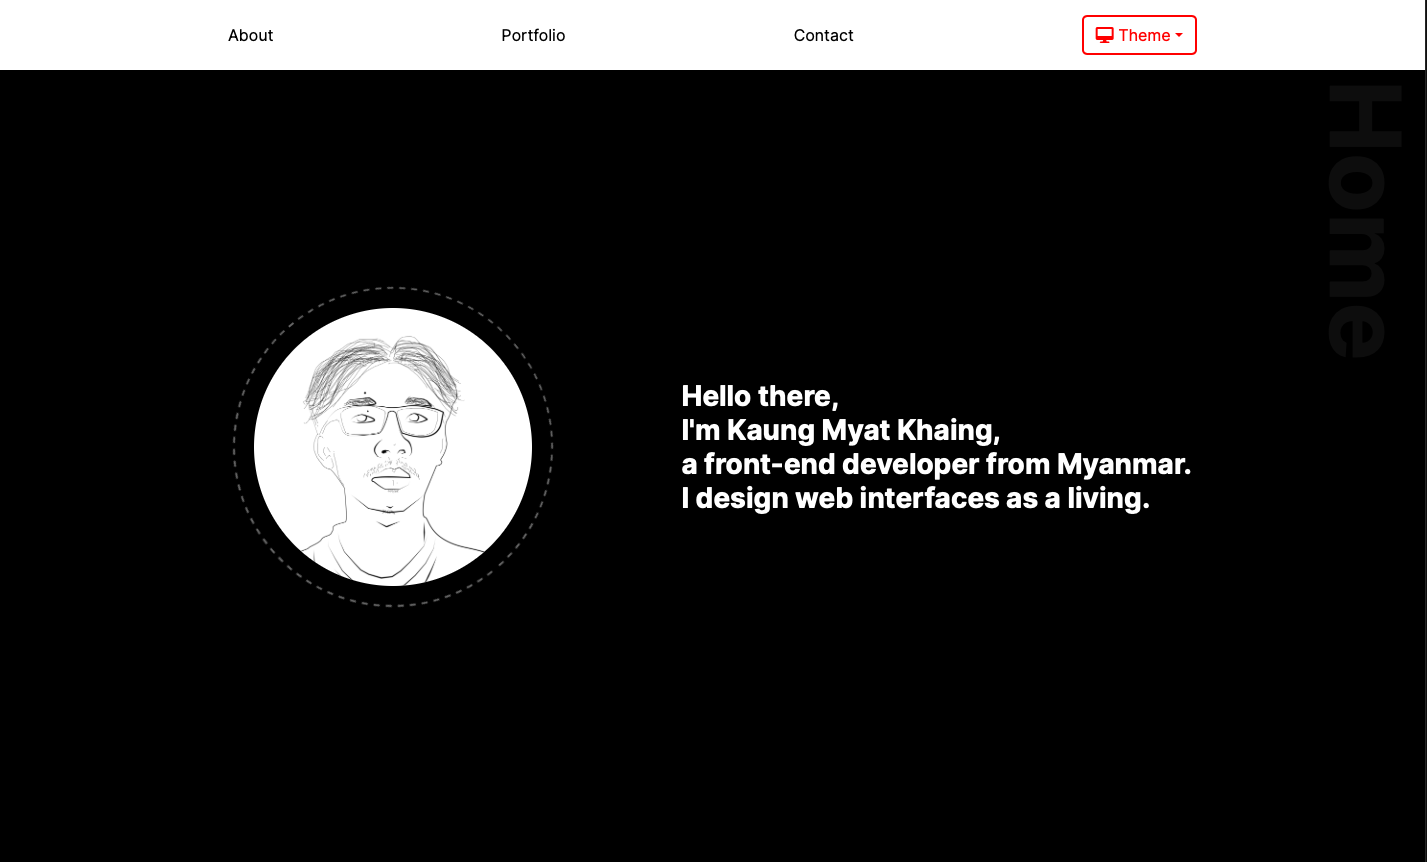 About
Portfolio
Contact
Theme
Home
Hello there,
I'm Kaung Myat Khaing,
a front-end developer from Myanmar.
I design web interfaces as a living.